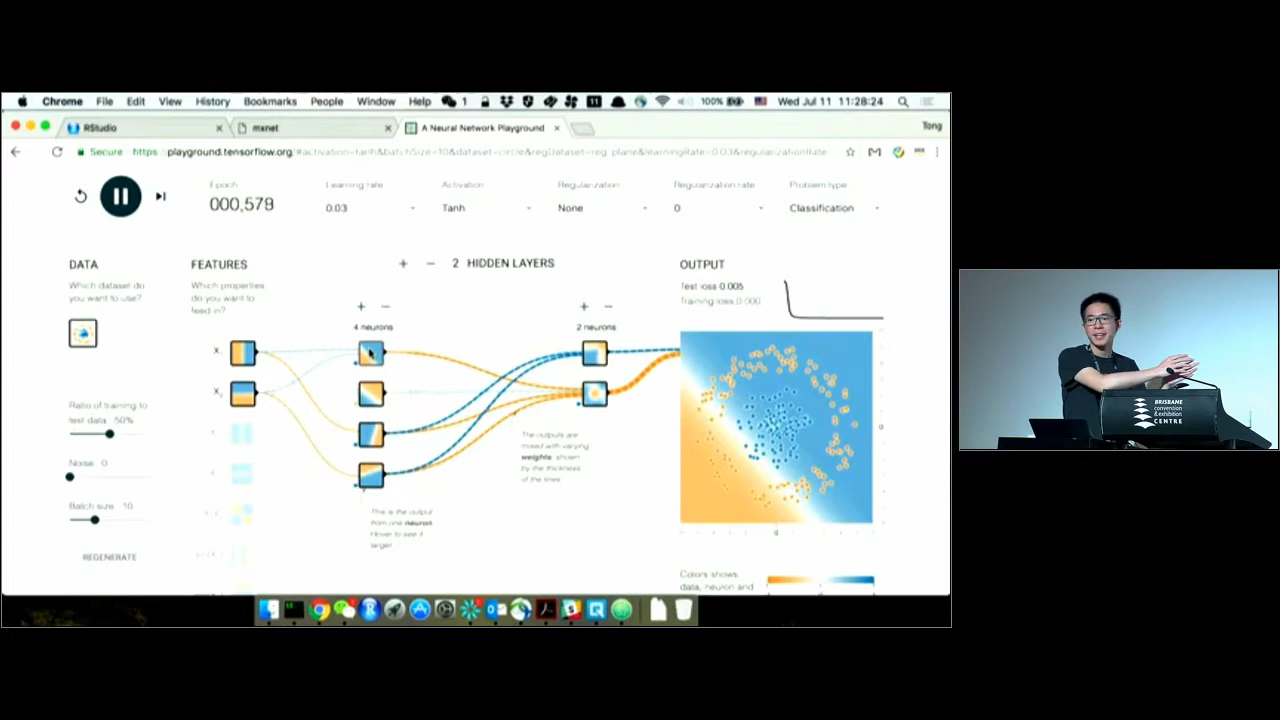 Chrome File Edit View History Bookmarks People Window Help 1 11 100% Wed Jul 11 11:28:24
RStudio
mxnet
A Neural Network Playground
Tong
Secure https://playground.tensorflow.org/#activation=tanh&batchSize=10&dataset=circle&regDataset=reg-plane&learningRate=0.03&regularizationRate
Epoch
000,578
Learning rate
0.03
Activation
Tanh
Regularization
None
Regularization rate
0
Problem type
Classification
DATA
Which dataset do
you want to use?
Ratio of training to
test data: 50%
Noise: 0
Batch size: 10
REGENERATE
FEATURES
Which properties
do you want to
feed in?
X
X
+ − 2 HIDDEN LAYERS
+ −
4 neurons
+ −
2 neurons
This is the output
from one neuron.
Hover to see it
larger.
The outputs are
mixed with varying
weights, shown
by the thickness
of the lines.
OUTPUT
Test loss 0.005
Training loss 0.000
Colors shows
data, neuron and
BRISBANE
convention
& exhibition
CENTRE